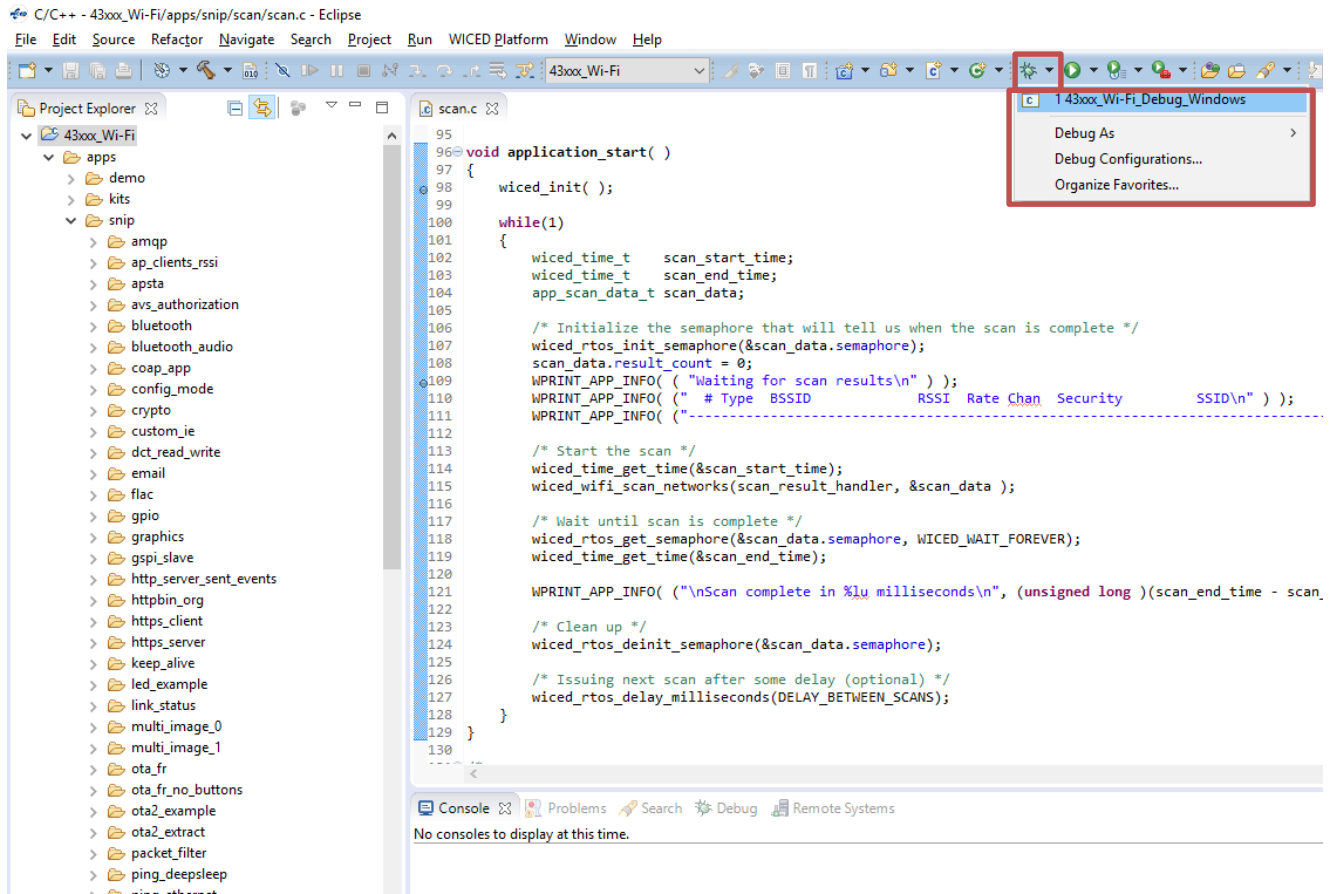 C/C++ - 43xxx_Wi-Fi/apps/snip/scan/scan.c - Eclipse
File Edit Source Refactor Navigate Search Project Run WICED Platform Window Help
43xxx_Wi-Fi
Project Explorer
43xxx_Wi-Fi
apps
demo
kits
snip
amqp
ap_clients_rssi
apsta
avs_authorization
bluetooth
bluetooth_audio
coap_app
config_mode
crypto
custom_ie
dct_read_write
email
flac
gpio
graphics
gspi_slave
http_server_sent_events
httpbin_org
https_client
https_server
keep_alive
led_example
link_status
multi_image_0
multi_image_1
ota_fr
ota_fr_no_buttons
ota2_example
ota2_extract
packet_filter
ping_deepsleep
scan.c
1 43xxx_Wi-Fi_Debug_Windows
Debug As
Debug Configurations...
Organize Favorites...
95
96 void application_start( )
97 {
98     wiced_init( );
99
100     while(1)
101     {
102         wiced_time_t    scan_start_time;
103         wiced_time_t    scan_end_time;
104         app_scan_data_t scan_data;
105
106         /* Initialize the semaphore that will tell us when the scan is complete */
107         wiced_rtos_init_semaphore(&scan_data.semaphore);
108         scan_data.result_count = 0;
109         WPRINT_APP_INFO( ( "Waiting for scan results\n" ) );
110         WPRINT_APP_INFO( ("  # Type  BSSID             RSSI  Rate Chan  Security         SSID\n" ) );
111         WPRINT_APP_INFO( ("----------------------------------------------------------------------------------
112
113         /* Start the scan */
114         wiced_time_get_time(&scan_start_time);
115         wiced_wifi_scan_networks(scan_result_handler, &scan_data );
116
117         /* Wait until scan is complete */
118         wiced_rtos_get_semaphore(&scan_data.semaphore, WICED_WAIT_FOREVER);
119         wiced_time_get_time(&scan_end_time);
120
121         WPRINT_APP_INFO( ("\nScan complete in %lu milliseconds\n", (unsigned long )(scan_end_time - scan_
122
123         /* Clean up */
124         wiced_rtos_deinit_semaphore(&scan_data.semaphore);
125
126         /* Issuing next scan after some delay (optional) */
127         wiced_rtos_delay_milliseconds(DELAY_BETWEEN_SCANS);
128     }
129 }
130
Console Problems Search Debug Remote Systems
No consoles to display at this time.